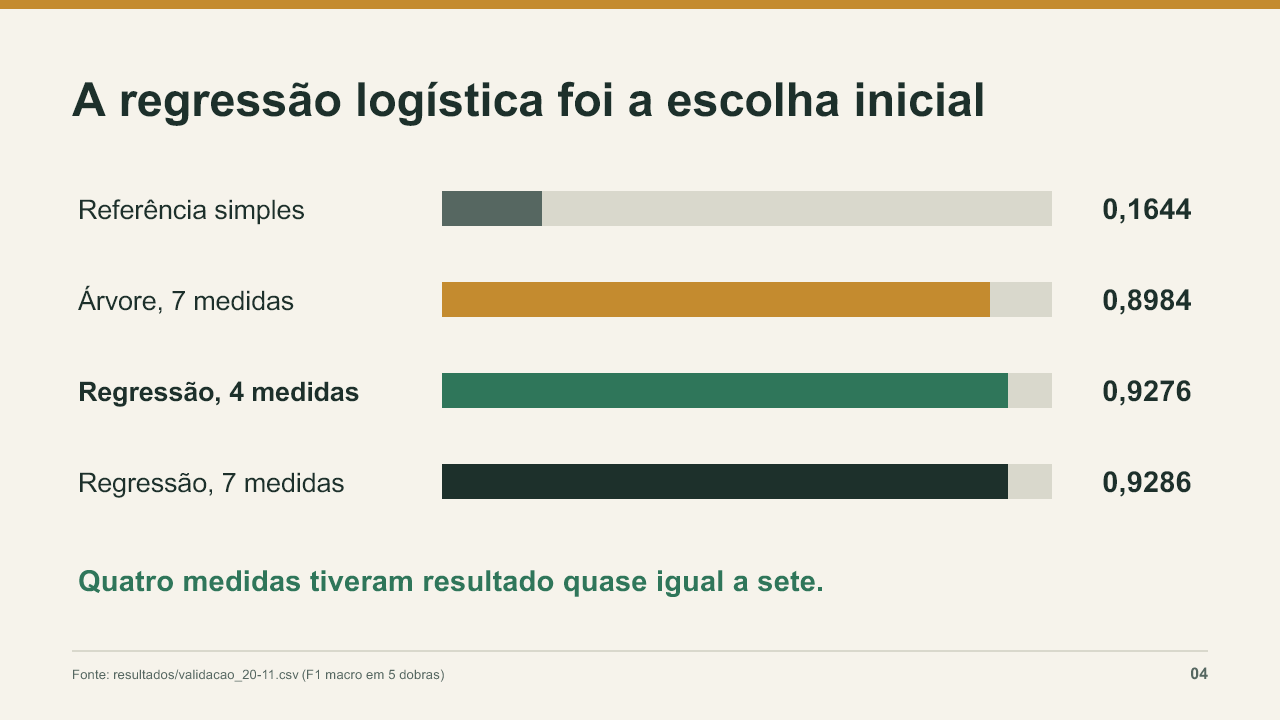 A regressão logística foi a escolha inicial
Referência simples 0,1644
Árvore, 7 medidas 0,8984
Regressão, 4 medidas 0,9276
Regressão, 7 medidas 0,9286
Quatro medidas tiveram resultado quase igual a sete.
Fonte: resultados/validacao_20-11.csv (F1 macro em 5 dobras) 04